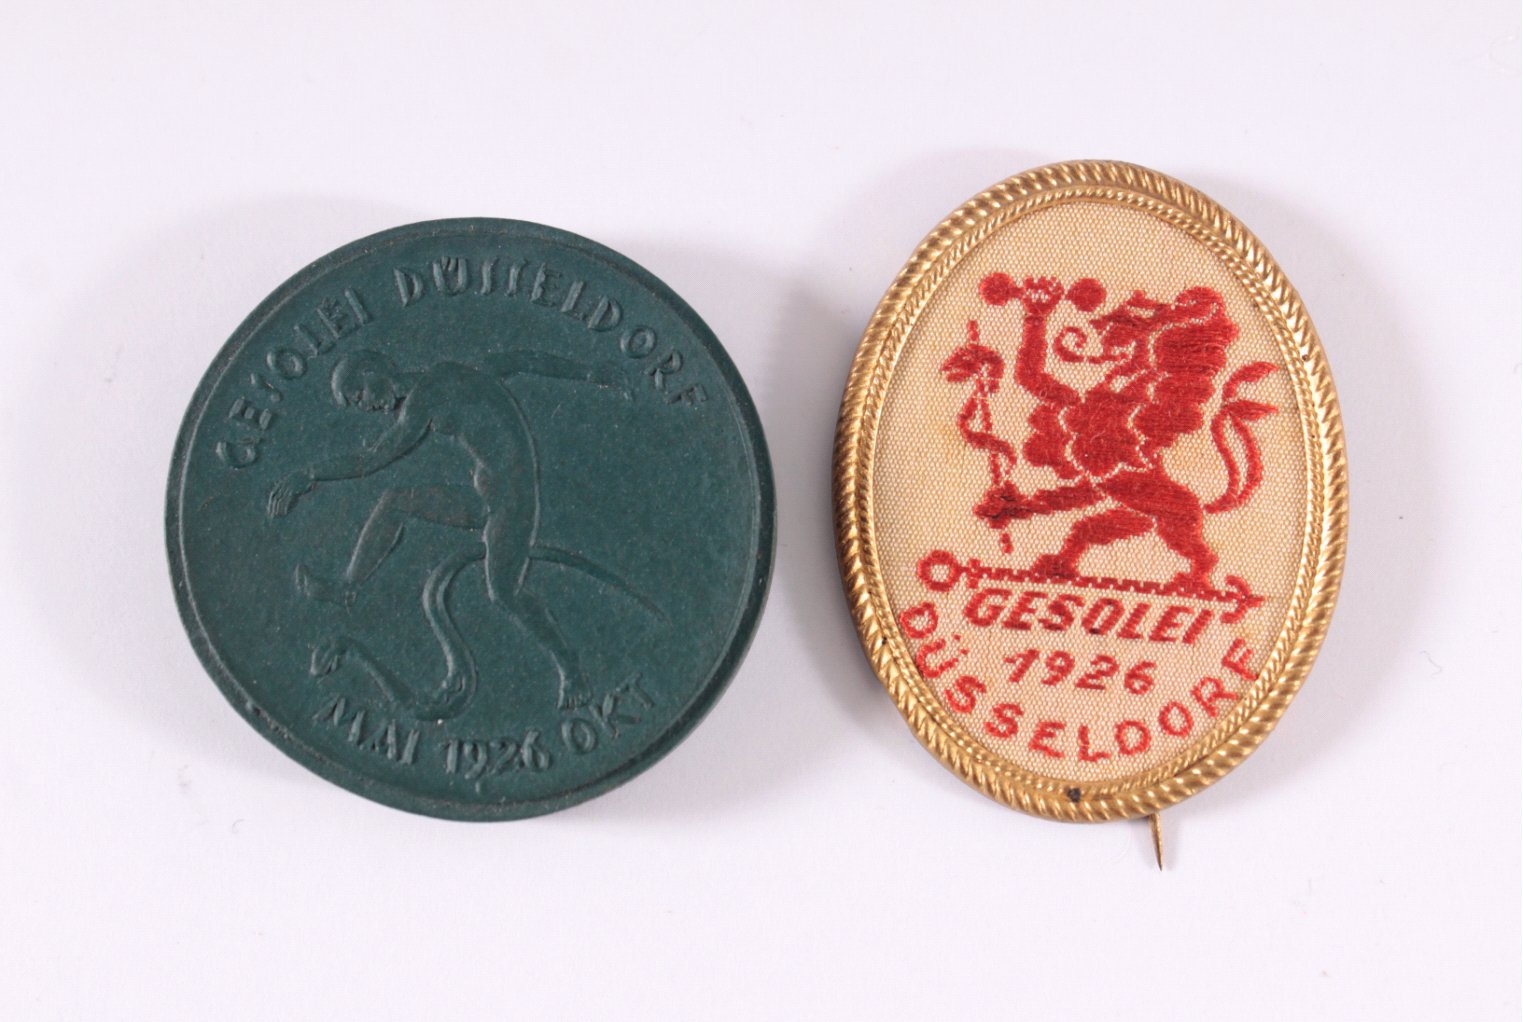 GESOLEI DÜSSELDORF
MAI 1926 OKT
GESOLEI
1926
DÜSSELDORF